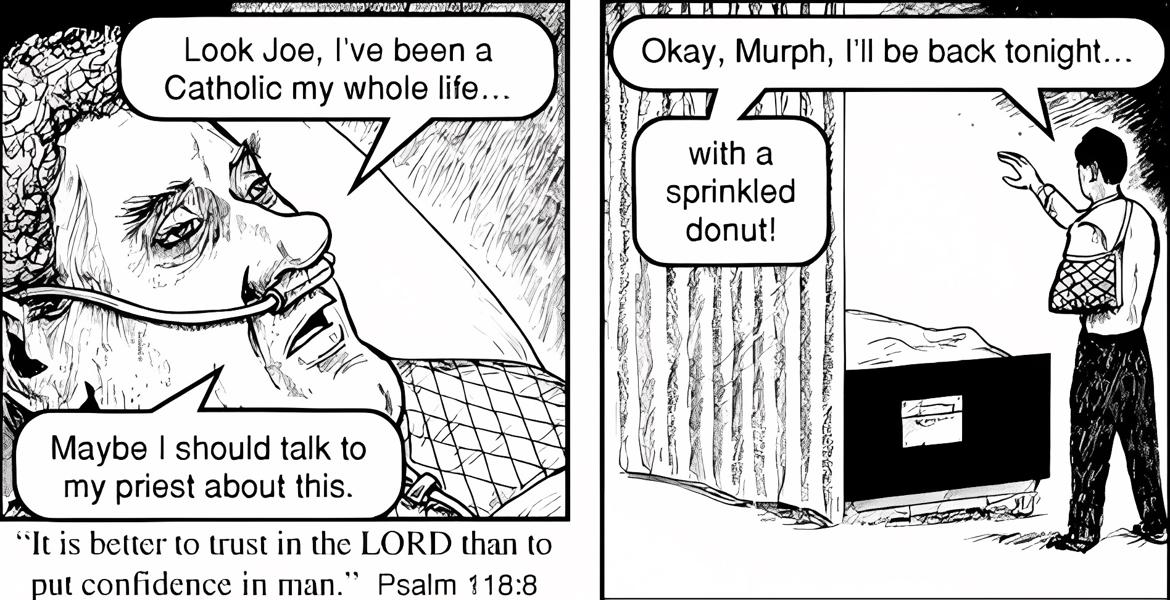 Look Joe, I've been a
Catholic my whole life...
Maybe I should talk to
my priest about this.
“It is better to trust in the LORD than to
put confidence in man.” Psalm 118:8
Okay, Murph, I'll be back tonight...
with a
sprinkled
donut!